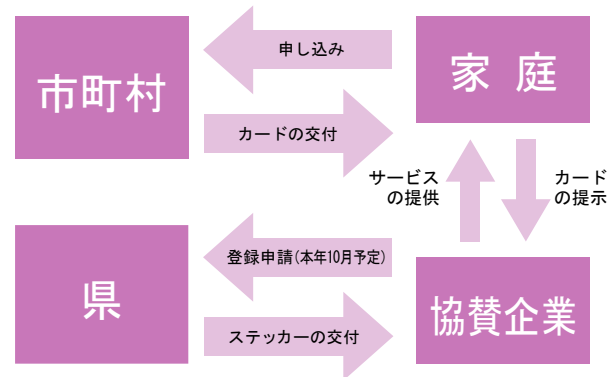 市町村
申し込み
家庭
カードの交付
サービス
の提供
カード
の提示
県
登録申請(本年10月予定)
協賛企業
ステッカーの交付